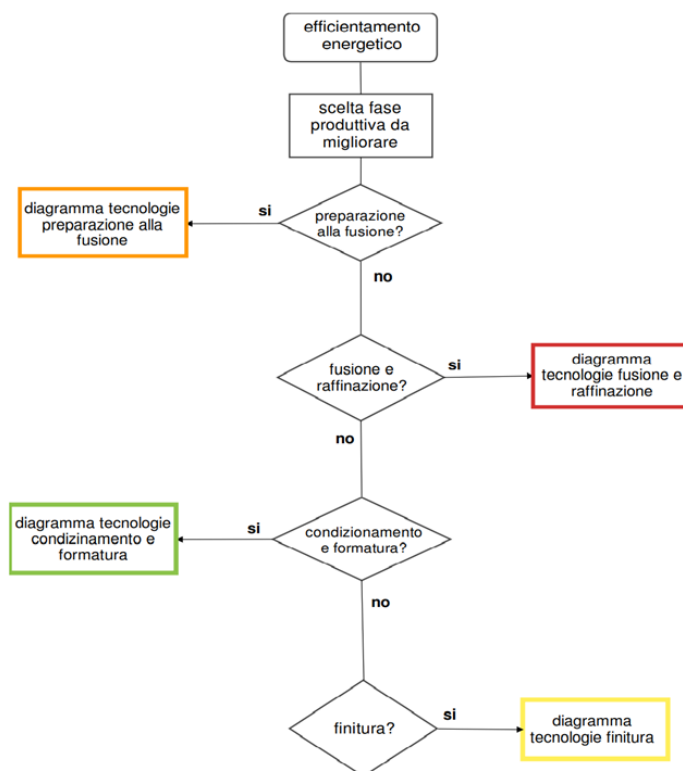 efficientamento
energetico
scelta fase
produttiva da
migliorare
diagramma tecnologie
preparazione alla
fusione
si
preparazione
alla fusione?
no
fusione e
raffinazione?
si
diagramma
tecnologie fusione e
raffinazione
no
diagramma tecnologie
condizinamento e
formatura
si
condizionamento
e formatura?
no
finitura?
si
diagramma
tecnologie finitura